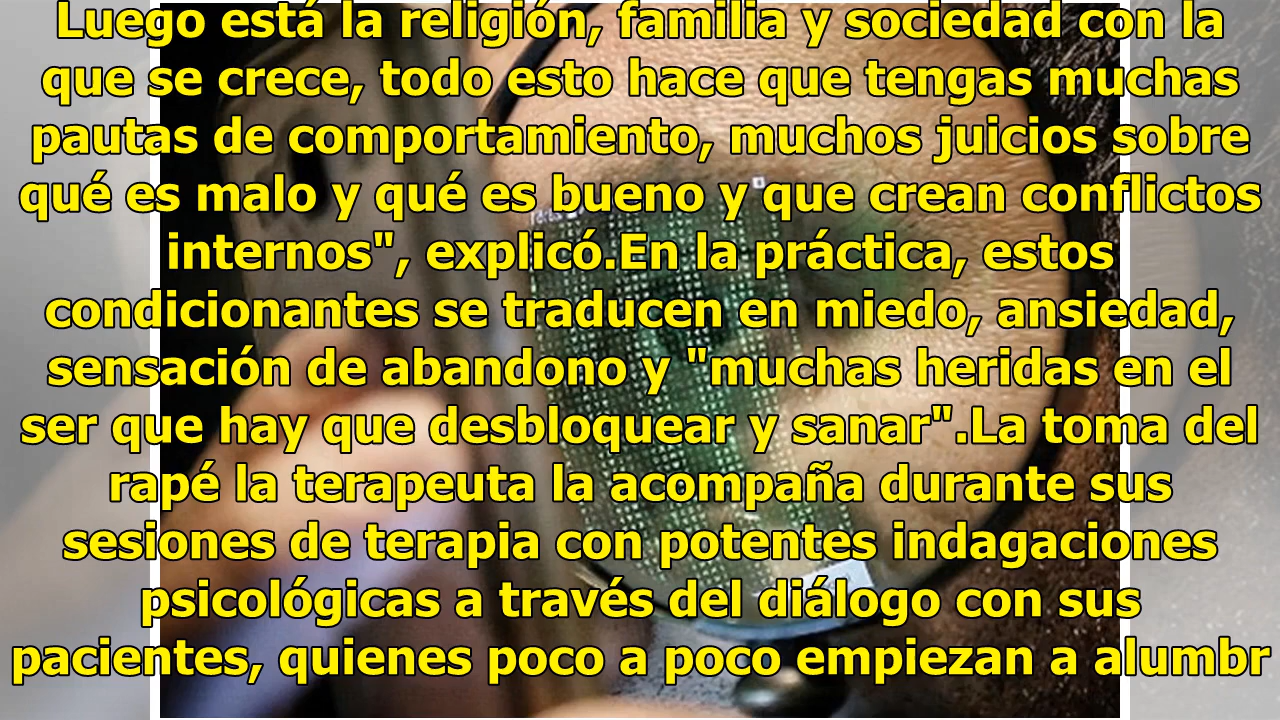 Luego está la religión, familia y sociedad con la
que se crece, todo esto hace que tengas muchas
pautas de comportamiento, muchos juicios sobre
qué es malo y qué es bueno y que crean conflictos
internos", explicó.En la práctica, estos
condicionantes se traducen en miedo, ansiedad,
sensación de abandono y "muchas heridas en el
ser que hay que desbloquear y sanar".La toma del
rapé la terapeuta la acompaña durante sus
sesiones de terapia con potentes indagaciones
psicológicas a través del diálogo con sus
pacientes, quienes poco a poco empiezan a alumbr